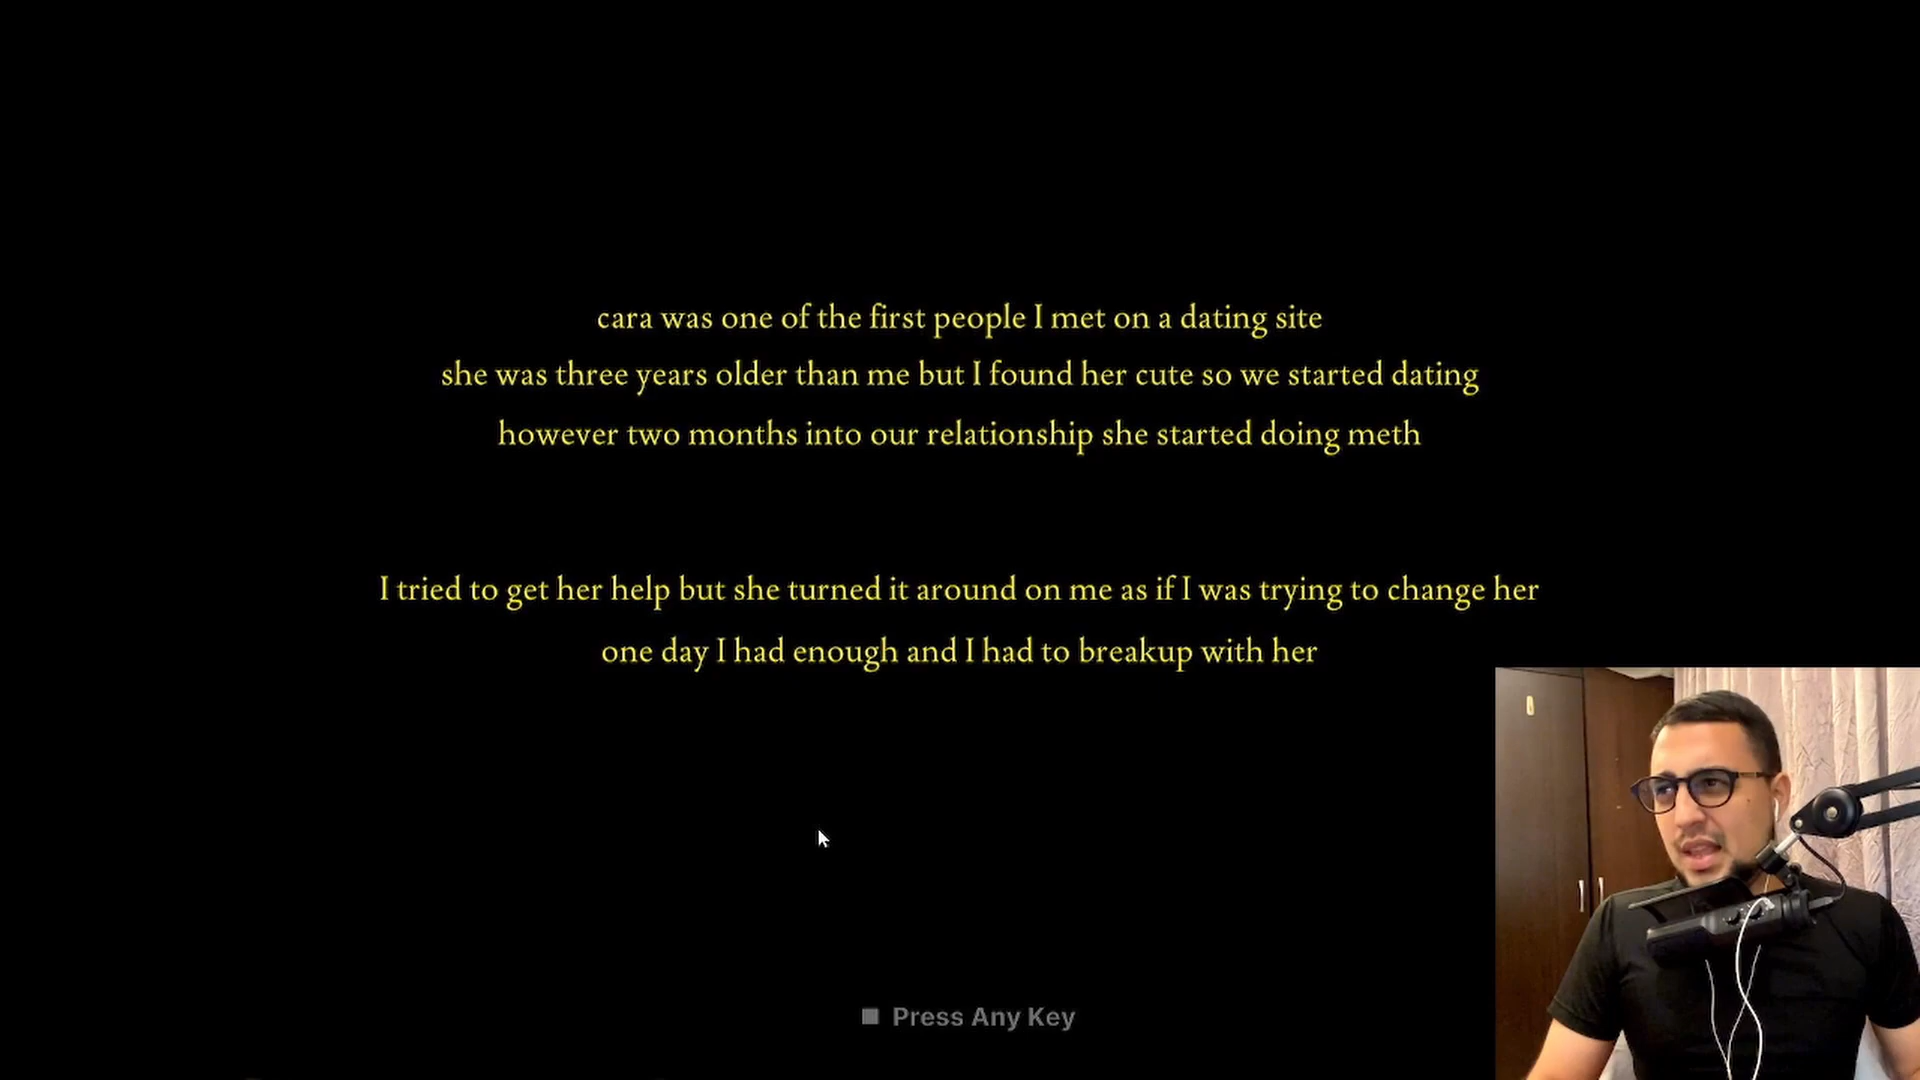 cara was one of the first people I met on a dating site
she was three years older than me but I found her cute so we started dating
however two months into our relationship she started doing meth
I tried to get her help but she turned it around on me as if I was trying to change her
one day I had enough and I had to breakup with her
Press Any Key